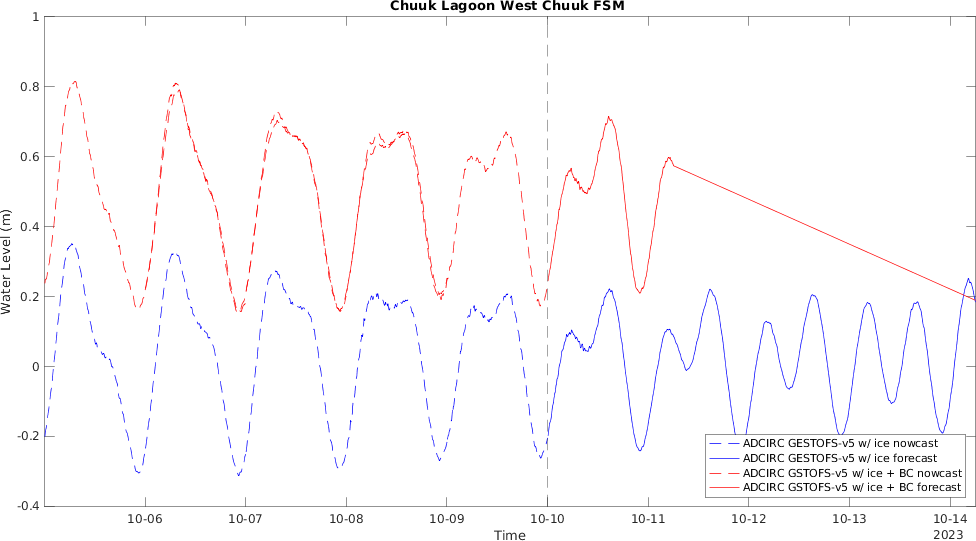 Chuuk Lagoon West Chuuk FSM
1
0.8
0.6
0.4
0.2
0
-0.2
-0.4
Water Level (m)
10-06
10-07
10-08
10-09
10-10
10-11
10-12
10-13
10-14
Time
2023
ADCIRC GESTOFS-v5 w/ ice nowcast
ADCIRC GESTOFS-v5 w/ ice forecast
ADCIRC GSTOFS-v5 w/ ice + BC nowcast
ADCIRC GSTOFS-v5 w/ ice + BC forecast